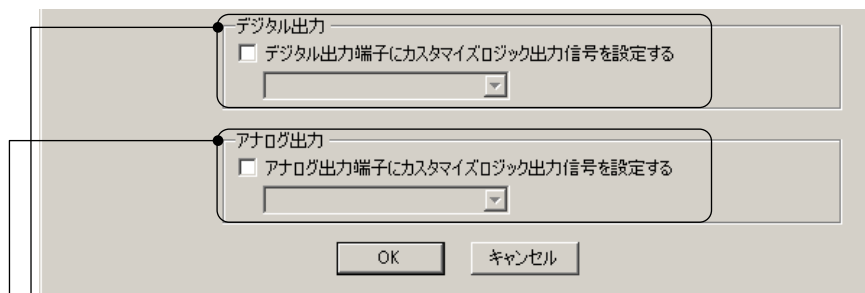 デジタル出力
デジタル出力端子にカスタマイズロジック出力信号を設定する
アナログ出力
アナログ出力端子にカスタマイズロジック出力信号を設定する
OK キャンセル